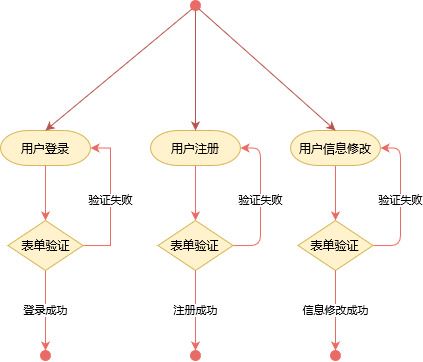 用户登录
用户注册
用户信息修改
验证失败
验证失败
验证失败
表单验证
表单验证
表单验证
登录成功
注册成功
信息修改成功